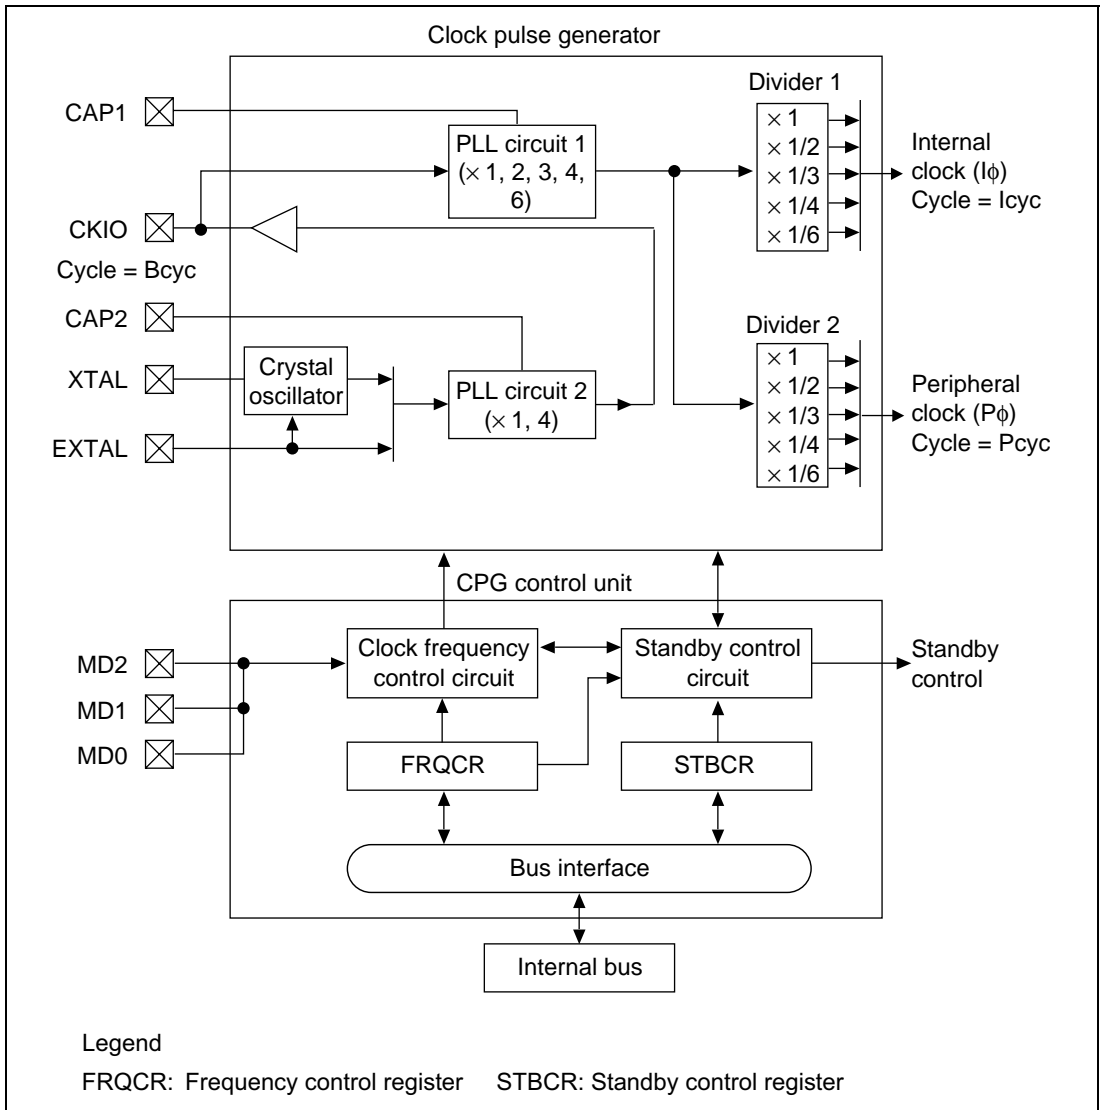 Clock pulse generator
CAP1
CKIO
Cycle = Bcyc
CAP2
XTAL
EXTAL
PLL circuit 1
(× 1, 2, 3, 4,
6)
Crystal
oscillator
PLL circuit 2
(× 1, 4)
Divider 1
× 1
× 1/2
× 1/3
× 1/4
× 1/6
Internal
clock (Iϕ)
Cycle = Icyc
Divider 2
× 1
× 1/2
× 1/3
× 1/4
× 1/6
Peripheral
clock (Pϕ)
Cycle = Pcyc
CPG control unit
MD2
MD1
MD0
Clock frequency
control circuit
Standby control
circuit
Standby
control
FRQCR
STBCR
Bus interface
Internal bus
Legend
FRQCR: Frequency control register STBCR: Standby control register